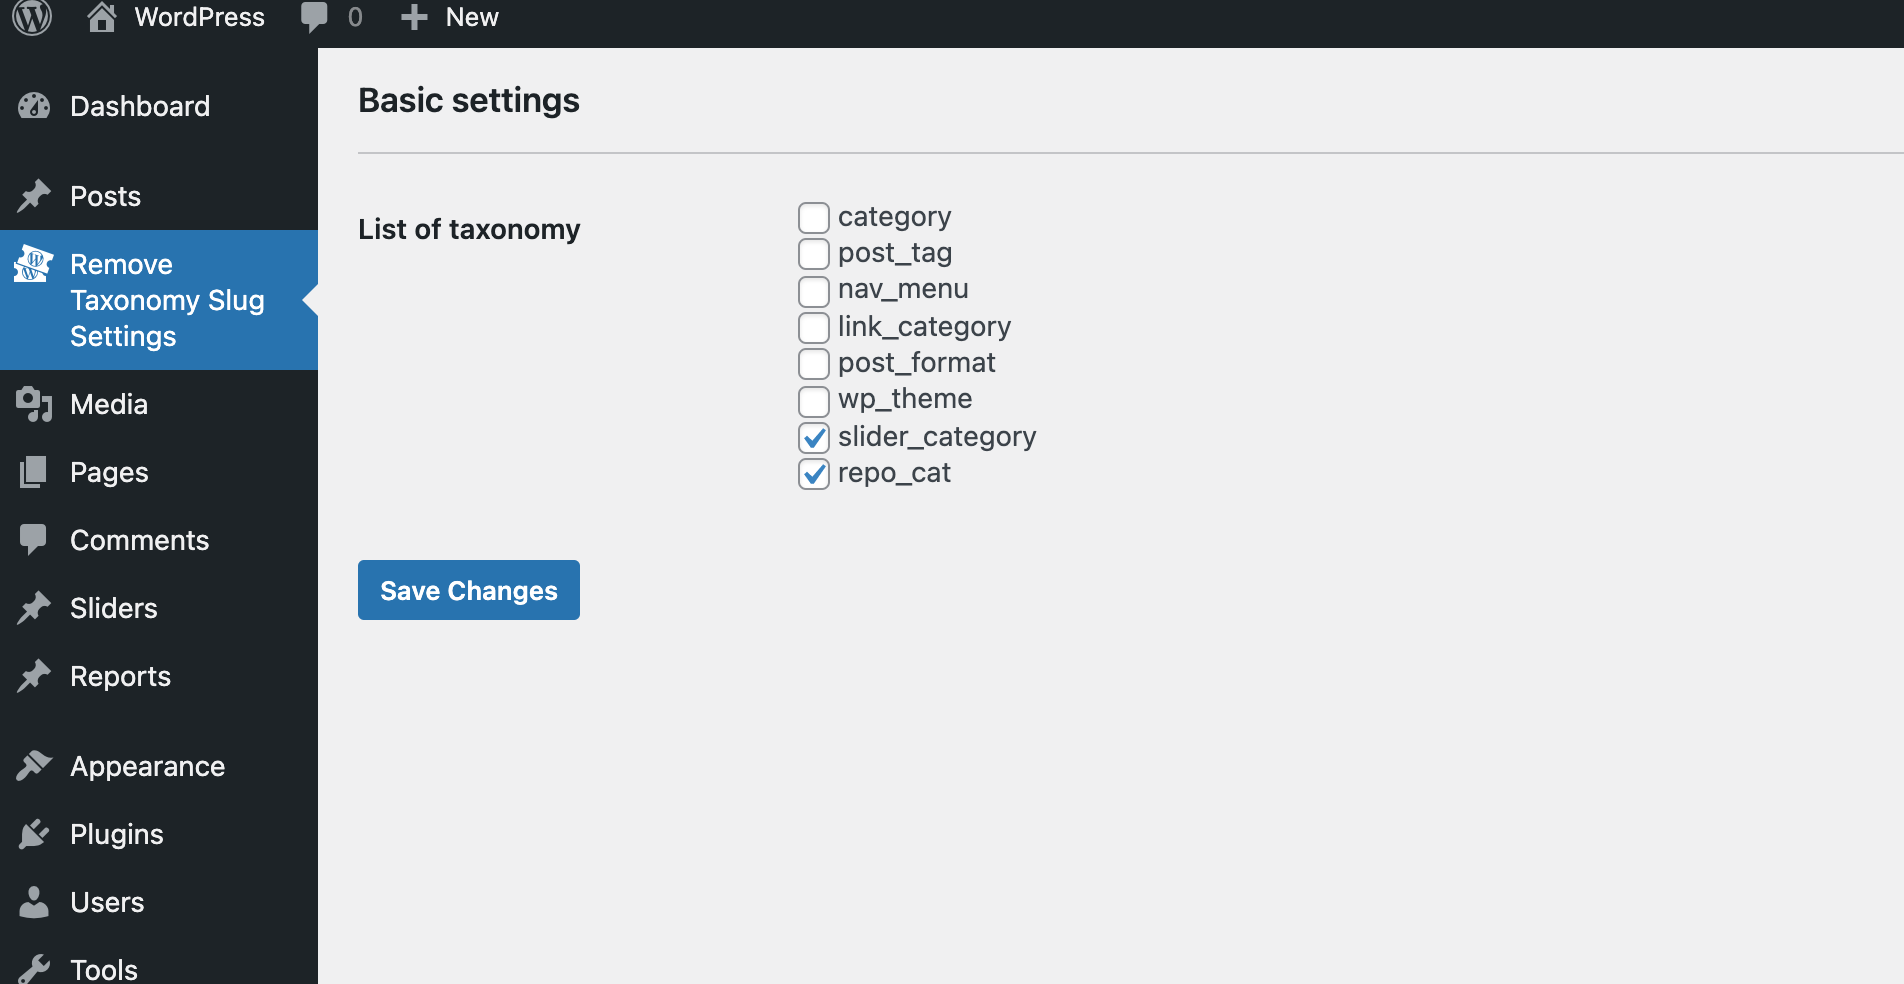 WordPress 0 New
Dashboard
Posts
Remove
Taxonomy Slug
Settings
Media
Pages
Comments
Sliders
Reports
Appearance
Plugins
Users
Tools
Basic settings
List of taxonomy
category
post_tag
nav_menu
link_category
post_format
wp_theme
slider_category
repo_cat
Save Changes